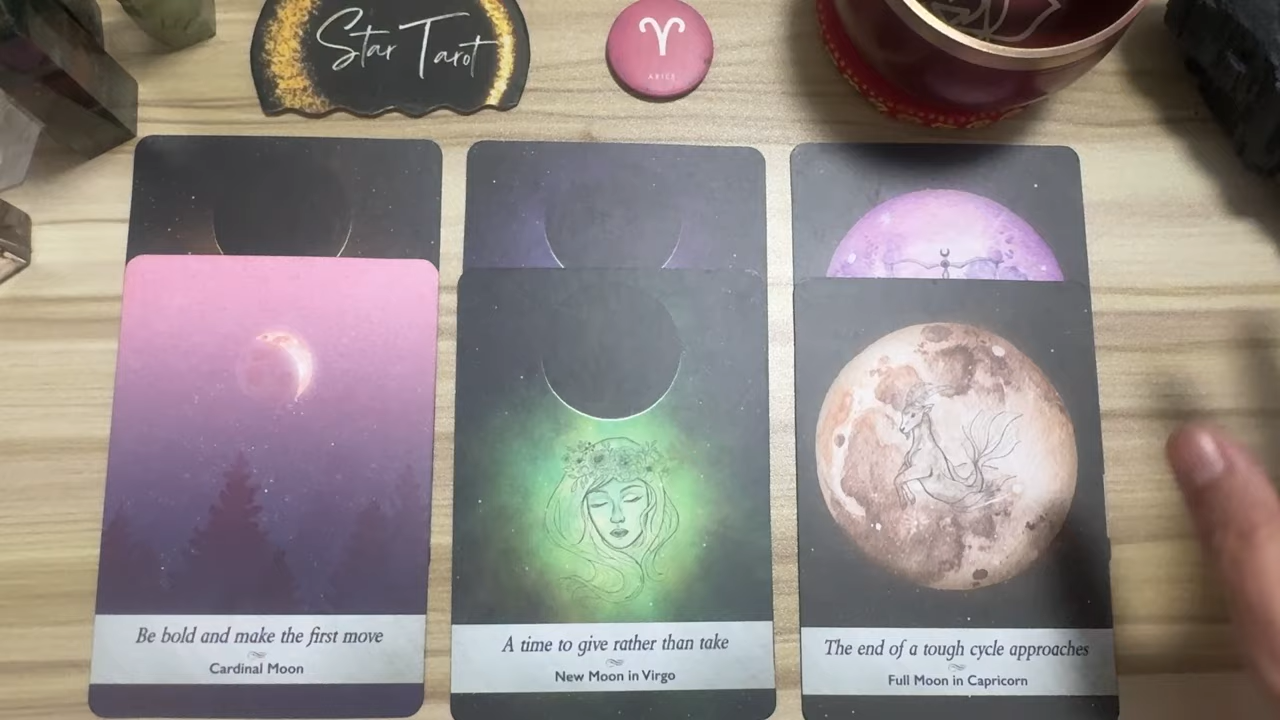 Star Tarot
ARIES
Be bold and make the first move
Cardinal Moon
A time to give rather than take
New Moon in Virgo
The end of a tough cycle approaches
Full Moon in Capricorn